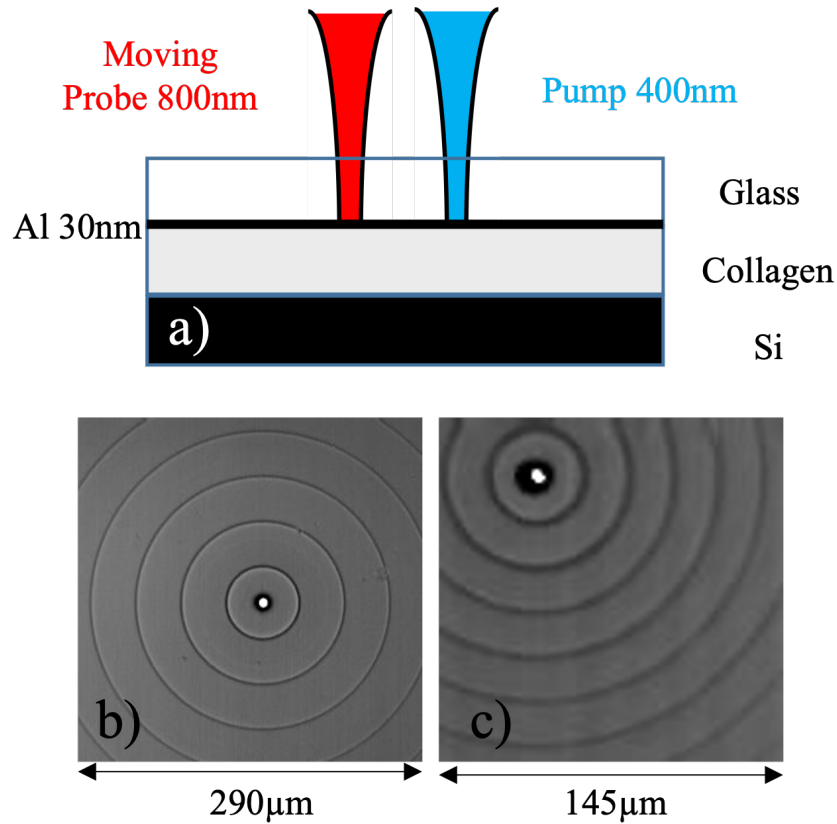 Moving
Probe 800nm
Pump 400nm
Glass
Al 30nm
Collagen
a)
Si
b)
c)
290µm
145µm